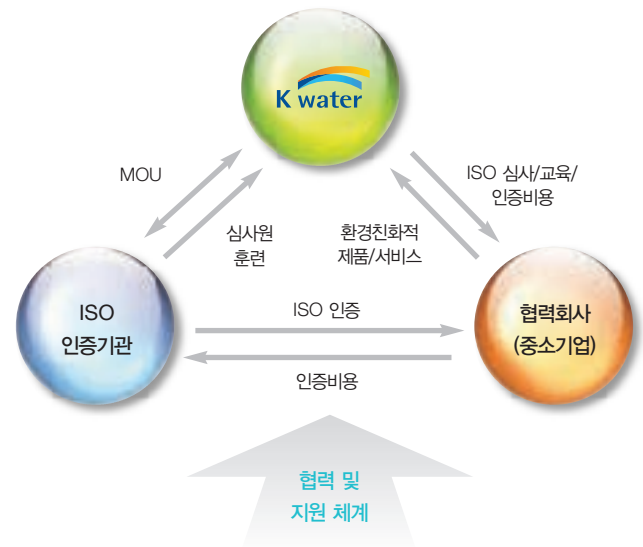 K water
MOU
심사원
훈련
환경친화적
제품/서비스
ISO 심사/교육/
인증비용
ISO
인증기관
ISO 인증
인증비용
협력회사
(중소기업)
협력 및
지원 체계